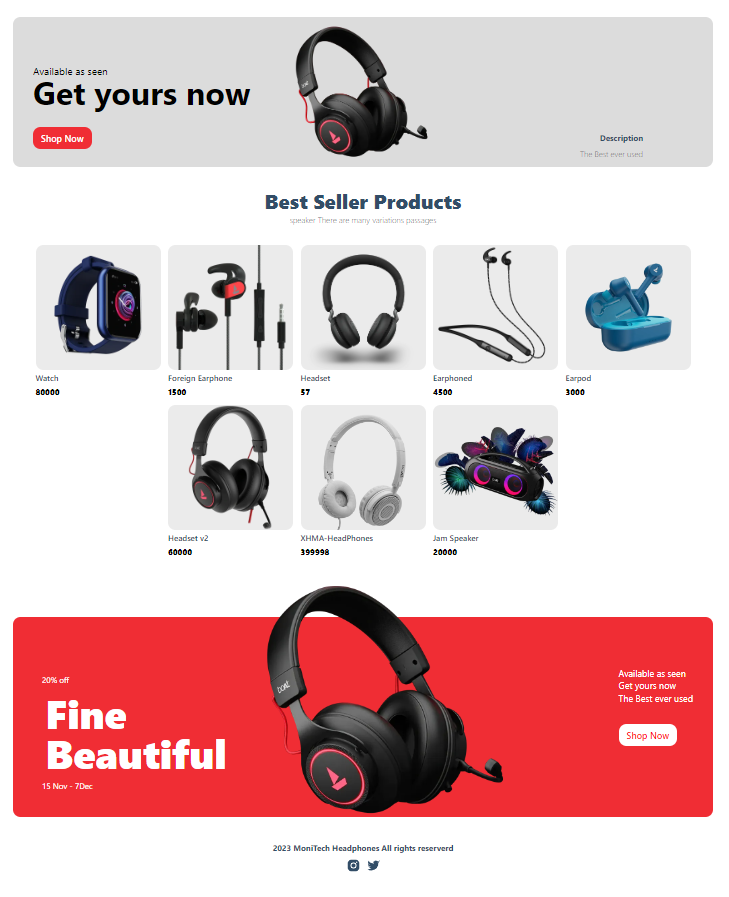 Available as seen
Get yours now
Shop Now
Description
The Best ever used
Best Seller Products
speaker There are many variations passages
Watch
80000
Foreign Earphone
1500
Headset
57
Earphoned
4500
Earpod
3000
Headset v2
60000
XHMA-HeadPhones
399998
Jam Speaker
20000
20% off
Fine
Beautiful
15 Nov - 7Dec
boAt
Available as seen
Get yours now
The Best ever used
Shop Now
2023 MoniTech Headphones All rights reserverd